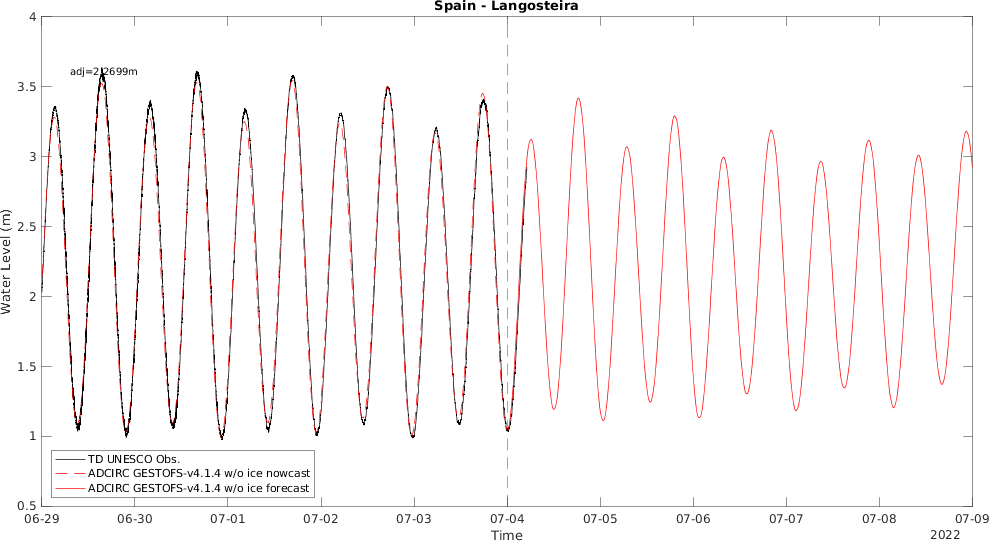 Spain - Langosteira
4
3.5
3
2.5
2
1.5
1
0.5
Water Level (m)
adj=2.2699m
TD UNESCO Obs.
ADCIRC GESTOFS-v4.1.4 w/o ice nowcast
ADCIRC GESTOFS-v4.1.4 w/o ice forecast
06-29 06-30 07-01 07-02 07-03 07-04 07-05 07-06 07-07 07-08 07-09
Time
2022